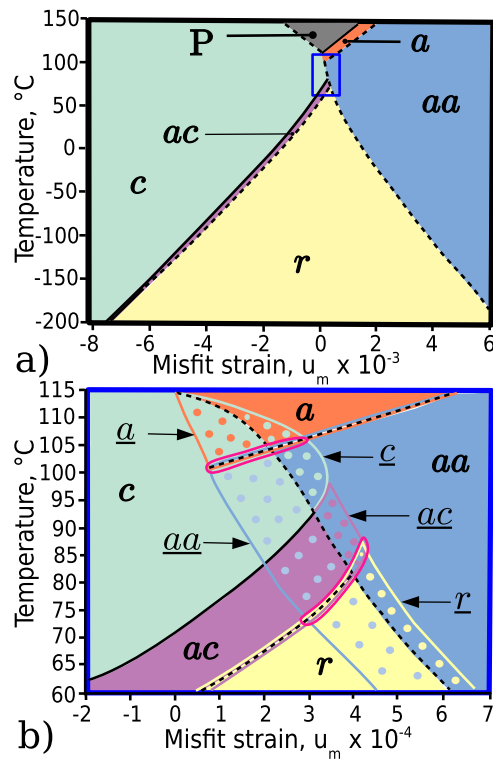 150
100
50
0
-50
-100
-150
-200
Temperature, °C
P
a
aa
ac
c
r
-8 -6 -4 -2 0 2 4 6
a) Misfit strain, uₘ x 10⁻³
115
110
105
100
95
90
85
80
75
70
65
60
Temperature, °C
a
a
c
c
aa
aa
ac
ac
r
r
-2 -1 0 1 2 3 4 5 6 7
b) Misfit strain, uₘ x 10⁻⁴